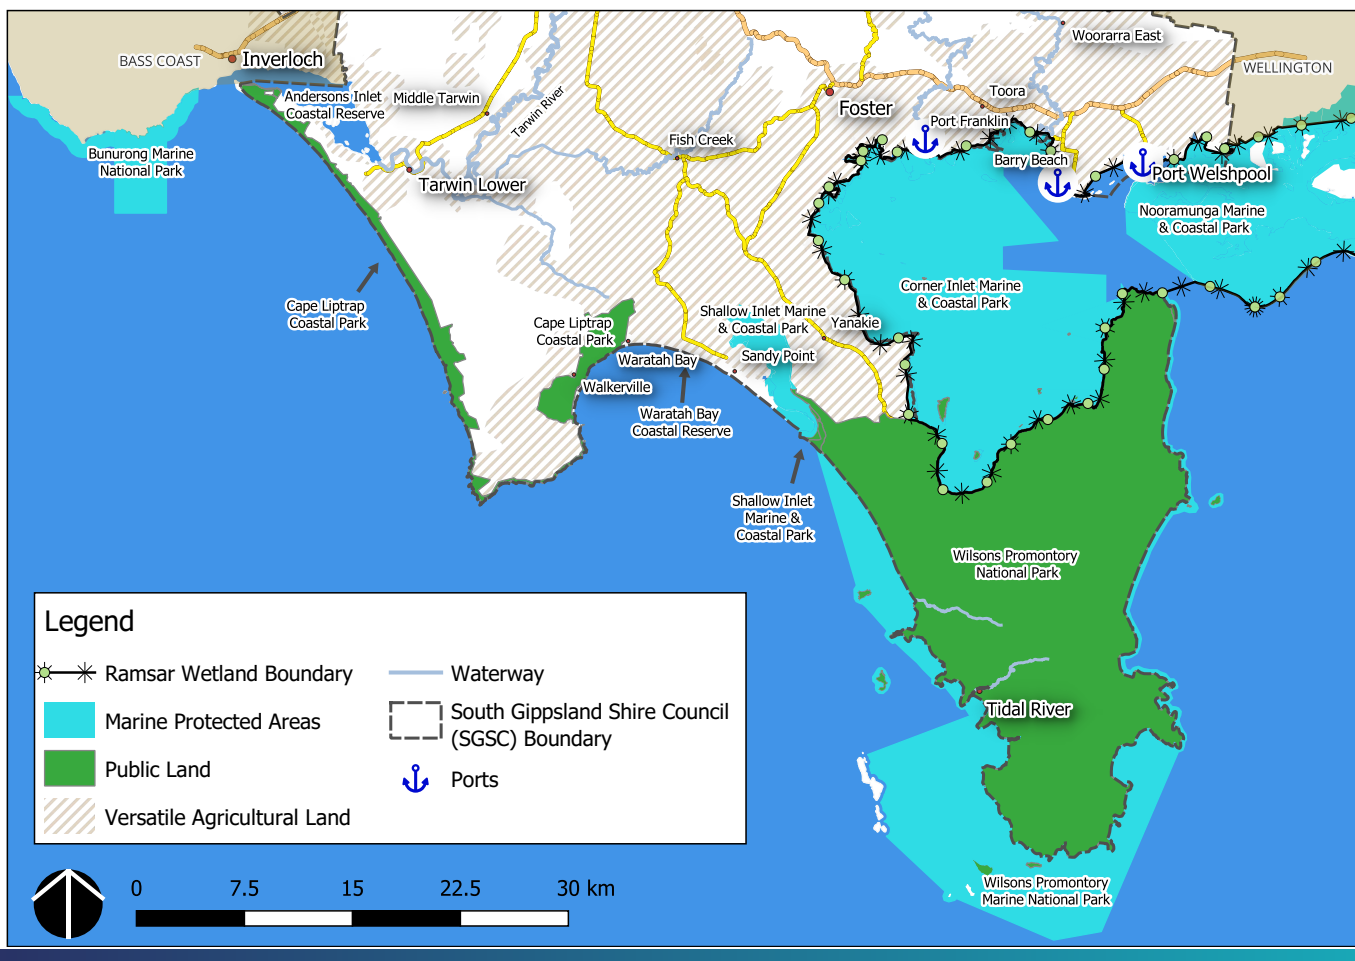 Woorarra East
BASS COAST
Inverloch
WELLINGTON
Andersons Inlet
Coastal Reserve
Middle Tarwin
Tarwin River
Foster
Toora
Port Franklin
Fish Creek
Barry Beach
Bunurong Marine
National Park
Tarwin Lower
Port Welshpool
Nooramunga Marine
& Coastal Park
Cape Liptrap
Coastal Park
Corner Inlet Marine
& Coastal Park
Shallow Inlet Marine
& Coastal Park
Yanakie
Cape Liptrap
Coastal Park
Waratah Bay
Sandy Point
Walkerville
Waratah Bay
Coastal Reserve
Shallow Inlet
Marine &
Coastal Park
Wilsons Promontory
National Park
Tidal River
Wilsons Promontory
Marine National Park
Legend
Ramsar Wetland Boundary
Marine Protected Areas
Public Land
Versatile Agricultural Land
Waterway
South Gippsland Shire Council
(SGSC) Boundary
Ports
0 7.5 15 22.5 30 km